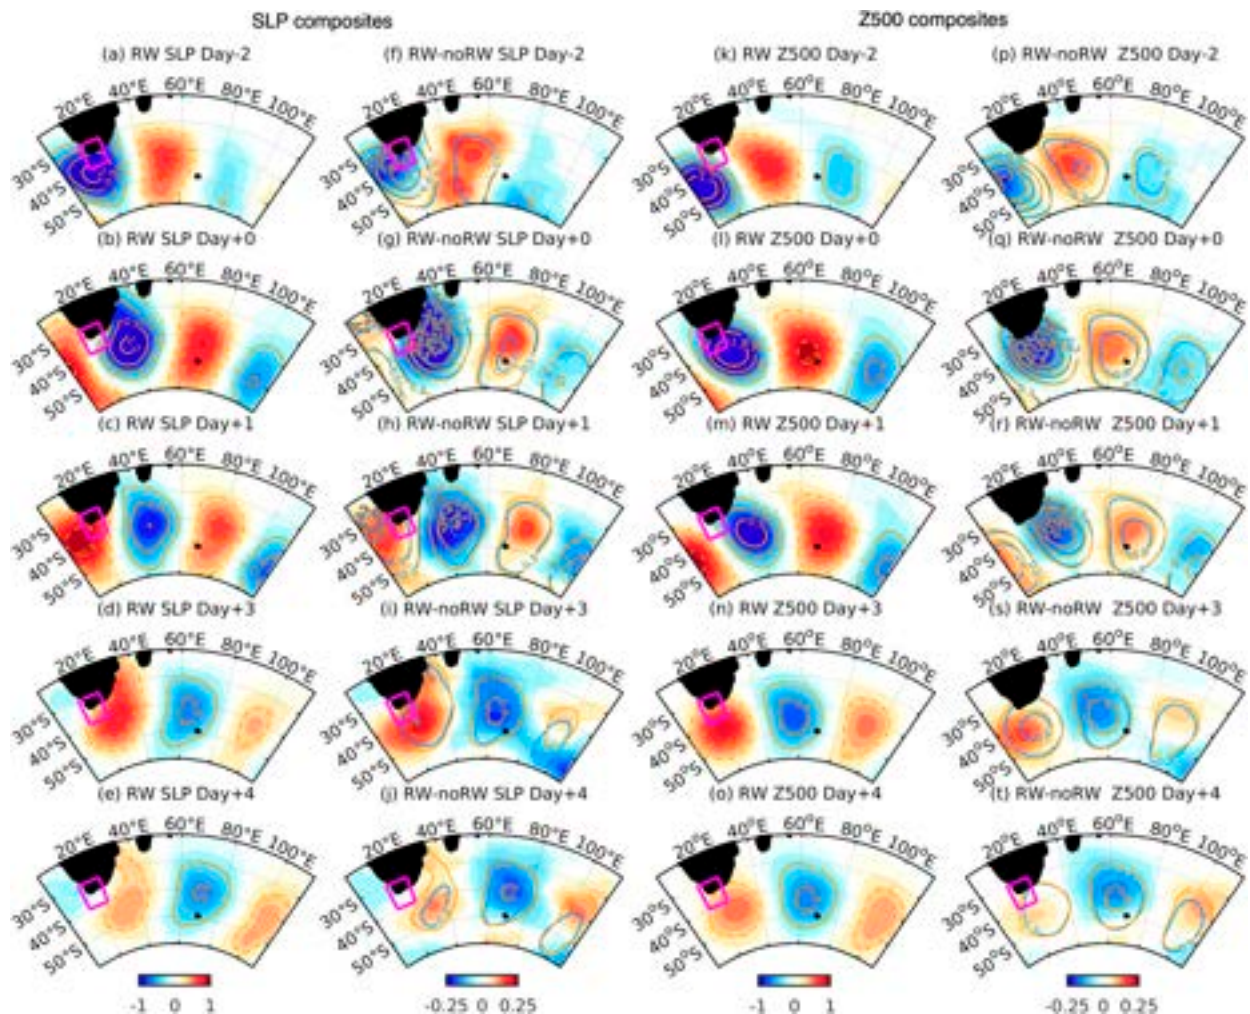 SLP composites Z500 composites
(a) RW SLP Day-2 (f) RW-noRW SLP Day-2 (k) RW Z500 Day-2 (p) RW-noRW Z500 Day-2
20°E 40°E 60°E 80°E 100°E 20°E 40°E 60°E 80°E 100°E 20°E 40°E 60°E 80°E 100°E 20°E 40°E 60°E 80°E 100°E
30°S 40°S 50°S 30°S 40°S 50°S 30°S 40°S 50°S 30°S 40°S 50°S
(b) RW SLP Day+0 (g) RW-noRW SLP Day+0 (l) RW Z500 Day+0 (q) RW-noRW Z500 Day+0
20°E 40°E 60°E 80°E 100°E 20°E 40°E 60°E 80°E 100°E 20°E 40°E 60°E 80°E 100°E 20°E 40°E 60°E 80°E 100°E
30°S 40°S 50°S 30°S 40°S 50°S 30°S 40°S 50°S 30°S 40°S 50°S
(c) RW SLP Day+1 (h) RW-noRW SLP Day+1 (m) RW Z500 Day+1 (r) RW-noRW Z500 Day+1
20°E 40°E 60°E 80°E 100°E 20°E 40°E 60°E 80°E 100°E 20°E 40°E 60°E 80°E 100°E 20°E 40°E 60°E 80°E 100°E
30°S 40°S 50°S 30°S 40°S 50°S 30°S 40°S 50°S 30°S 40°S 50°S
(d) RW SLP Day+3 (i) RW-noRW SLP Day+3 (n) RW Z500 Day+3 (s) RW-noRW Z500 Day+3
20°E 40°E 60°E 80°E 100°E 20°E 40°E 60°E 80°E 100°E 20°E 40°E 60°E 80°E 100°E 20°E 40°E 60°E 80°E 100°E
30°S 40°S 50°S 30°S 40°S 50°S 30°S 40°S 50°S 30°S 40°S 50°S
(e) RW SLP Day+4 (j) RW-noRW SLP Day+4 (o) RW Z500 Day+4 (t) RW-noRW Z500 Day+4
20°E 40°E 60°E 80°E 100°E 20°E 40°E 60°E 80°E 100°E 20°E 40°E 60°E 80°E 100°E 20°E 40°E 60°E 80°E 100°E
30°S 40°S 50°S 30°S 40°S 50°S 30°S 40°S 50°S 30°S 40°S 50°S
-1 0 1 -0.25 0 0.25 -1 0 1 -0.25 0 0.25